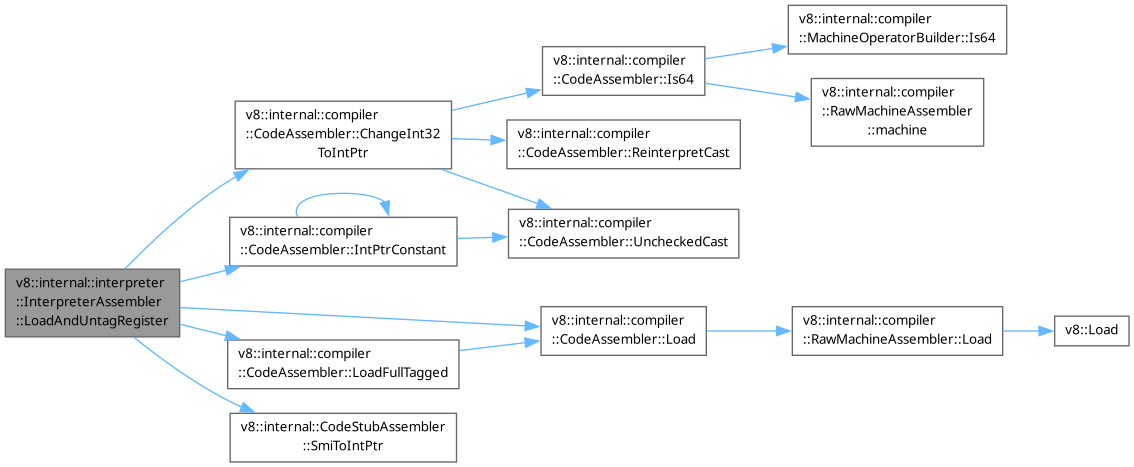 v8::internal::interpreter
::InterpreterAssembler
::LoadAndUntagRegister
v8::internal::compiler
::CodeAssembler::ChangeInt32
ToIntPtr
v8::internal::compiler
::CodeAssembler::Is64
v8::internal::compiler
::MachineOperatorBuilder::Is64
v8::internal::compiler
::RawMachineAssembler
::machine
v8::internal::compiler
::CodeAssembler::ReinterpretCast
v8::internal::compiler
::CodeAssembler::UncheckedCast
v8::internal::compiler
::CodeAssembler::IntPtrConstant
v8::internal::compiler
::CodeAssembler::Load
v8::internal::compiler
::RawMachineAssembler::Load
v8::Load
v8::internal::compiler
::CodeAssembler::LoadFullTagged
v8::internal::CodeStubAssembler
::SmiToIntPtr